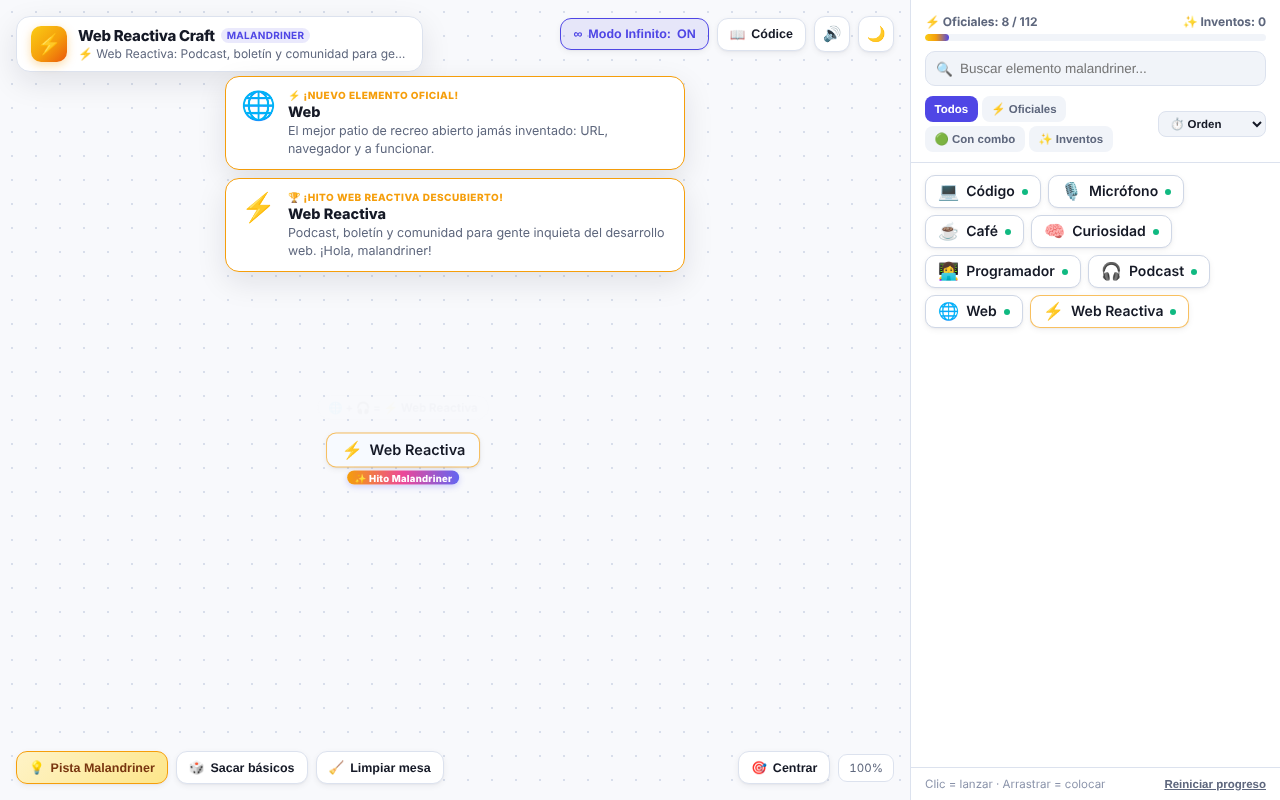 Web Reactiva Craft MALANDRINER
Web Reactiva: Podcast, boletín y comunidad para ge...
∞ Modo Infinito: ON
Códice
¡NUEVO ELEMENTO OFICIAL!
Web
El mejor patio de recreo abierto jamás inventado: URL,
navegador y a funcionar.
¡HITO WEB REACTIVA DESCUBIERTO!
Web Reactiva
Podcast, boletín y comunidad para gente inquieta del desarrollo
web. ¡Hola, malandriner!
Web Reactiva
Hito Malandriner
Pista Malandriner
Sacar básicos
Limpiar mesa
Centrar
100%
Oficiales: 8 / 112
Inventos: 0
Buscar elemento malandriner...
Todos
Oficiales
Con combo
Inventos
Orden
Código
Micrófono
Café
Curiosidad
Programador
Podcast
Web
Web Reactiva
Clic = lanzar · Arrastrar = colocar
Reiniciar progreso